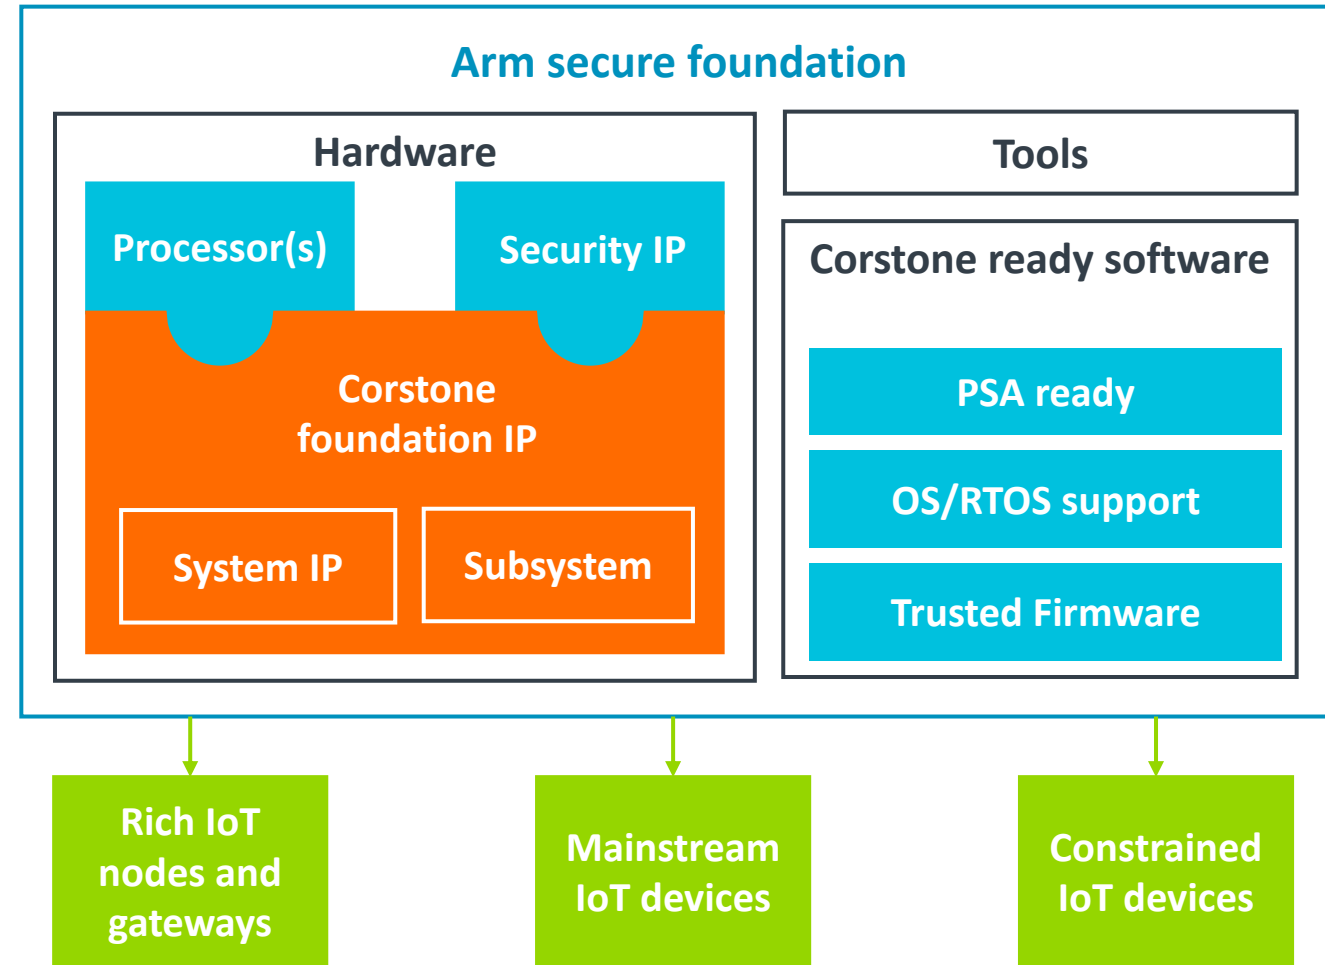 Arm secure foundation
Hardware
Processor(s)
Security IP
Corstone
foundation IP
System IP
Subsystem
Tools
Corstone ready software
PSA ready
OS/RTOS support
Trusted Firmware
Rich IoT
nodes and
gateways
Mainstream
IoT devices
Constrained
IoT devices